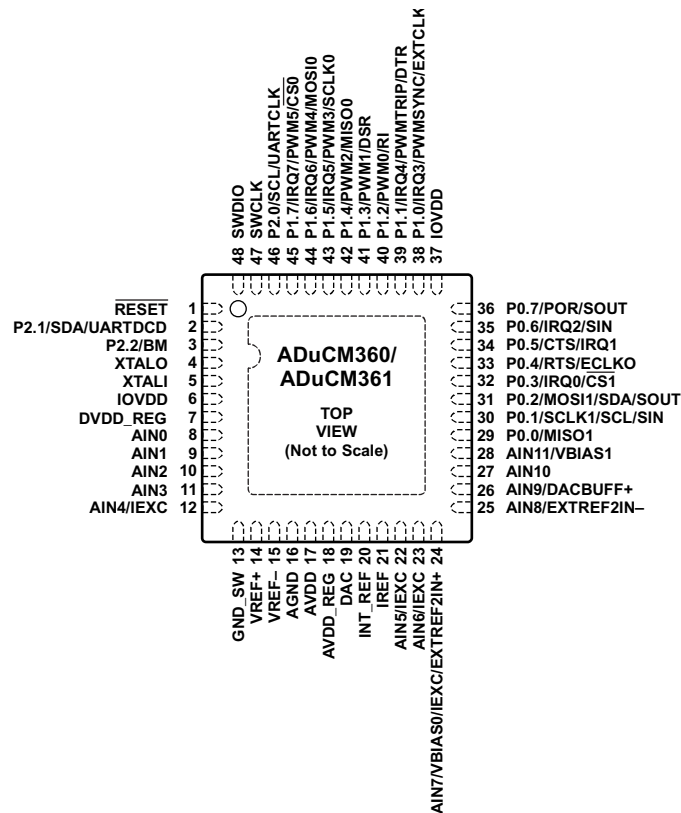 48 SWDIO
47 SWCLK
46 P2.0/SCL/UARTCLK
45 P1.7/IRQ7/PWM5/C̅S̅0̅
44 P1.6/IRQ6/PWM4/MOSI0
43 P1.5/IRQ5/PWM3/SCLK0
42 P1.4/PWM2/MISO0
41 P1.3/PWM1/DSR
40 P1.2/PWM0/RI
39 P1.1/IRQ4/PWMTRIP/DTR
38 P1.0/IRQ3/PWMSYNC/EXTCLK
37 IOVDD
R̅E̅S̅E̅T̅ 1
P2.1/SDA/UARTDCD 2
P2.2/BM 3
XTALO 4
XTALI 5
IOVDD 6
DVDD_REG 7
AIN0 8
AIN1 9
AIN2 10
AIN3 11
AIN4/IEXC 12
ADuCM360/
ADuCM361
TOP
VIEW
(Not to Scale)
36 P0.7/POR/SOUT
35 P0.6/IRQ2/SIN
34 P0.5/CTS/IRQ1
33 P0.4/RTS/ECLKO
32 P0.3/IRQ0/C̅S̅1̅
31 P0.2/MOSI1/SDA/SOUT
30 P0.1/SCLK1/SCL/SIN
29 P0.0/MISO1
28 AIN11/VBIAS1
27 AIN10
26 AIN9/DACBUFF+
25 AIN8/EXTREF2IN–
GND_SW 13
VREF+ 14
VREF– 15
AGND 16
AVDD 17
AVDD_REG 18
DAC 19
INT_REF 20
IREF 21
AIN5/IEXC 22
AIN6/IEXC 23
AIN7/VBIAS0/IEXC/EXTREF2IN+ 24